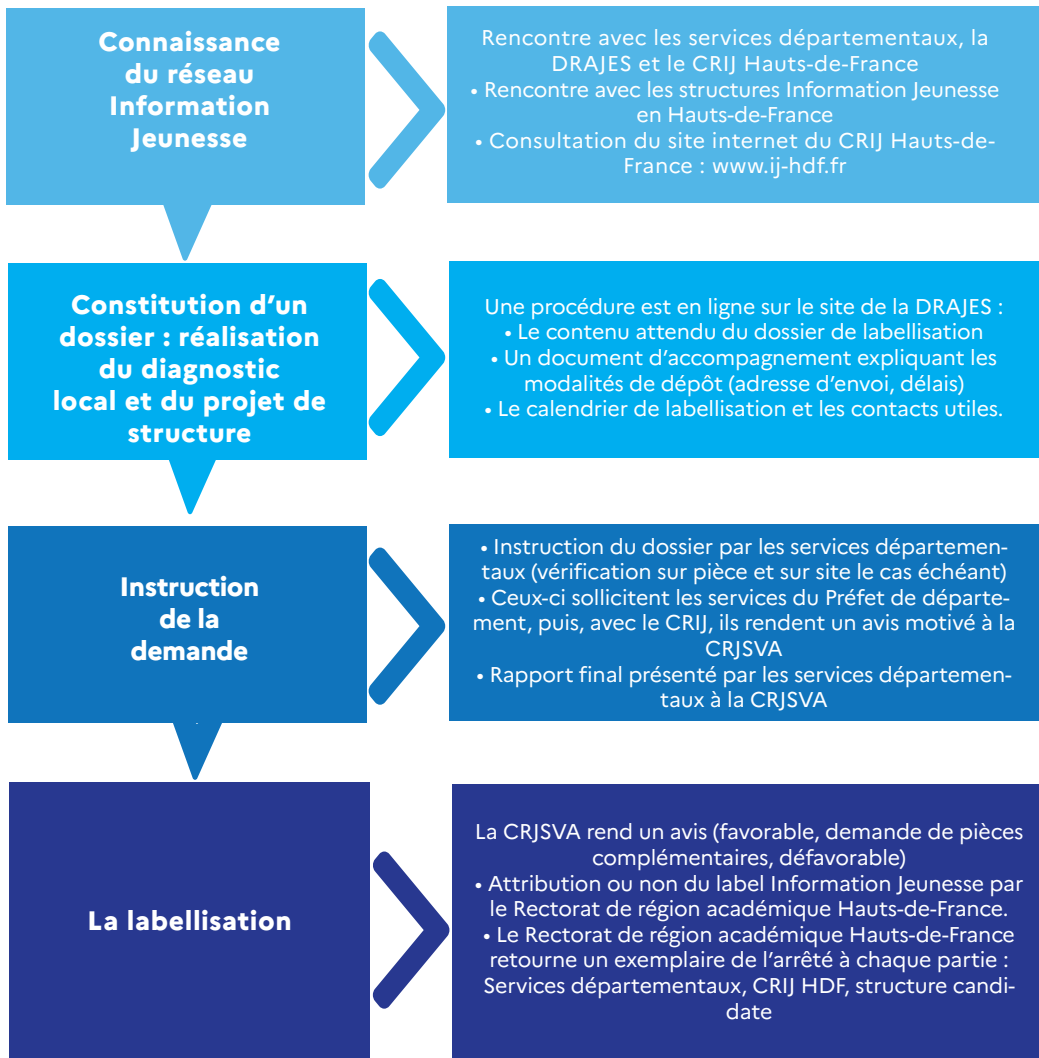 Connaissance
du réseau
Information
Jeunesse
Rencontre avec les services départementaux, la
DRAJES et le CRIJ Hauts-de-France
• Rencontre avec les structures Information Jeunesse
en Hauts-de-France
• Consultation du site internet du CRIJ Hauts-de-
France : www.ij-hdf.fr
Constitution d’un
dossier : réalisation
du diagnostic
local et du projet de
structure
Une procédure est en ligne sur le site de la DRAJES :
• Le contenu attendu du dossier de labellisation
• Un document d’accompagnement expliquant les
modalités de dépôt (adresse d’envoi, délais)
• Le calendrier de labellisation et les contacts utiles.
Instruction
de la
demande
• Instruction du dossier par les services départemen-
taux (vérification sur pièce et sur site le cas échéant)
• Ceux-ci sollicitent les services du Préfet de départe-
ment, puis, avec le CRIJ, ils rendent un avis motivé à la
CRJSVA
• Rapport final présenté par les services départemen-
taux à la CRJSVA
La labellisation
La CRJSVA rend un avis (favorable, demande de pièces
complémentaires, défavorable)
• Attribution ou non du label Information Jeunesse par
le Rectorat de région académique Hauts-de-France.
• Le Rectorat de région académique Hauts-de-France
retourne un exemplaire de l’arrêté à chaque partie :
Services départementaux, CRIJ HDF, structure candi-
date